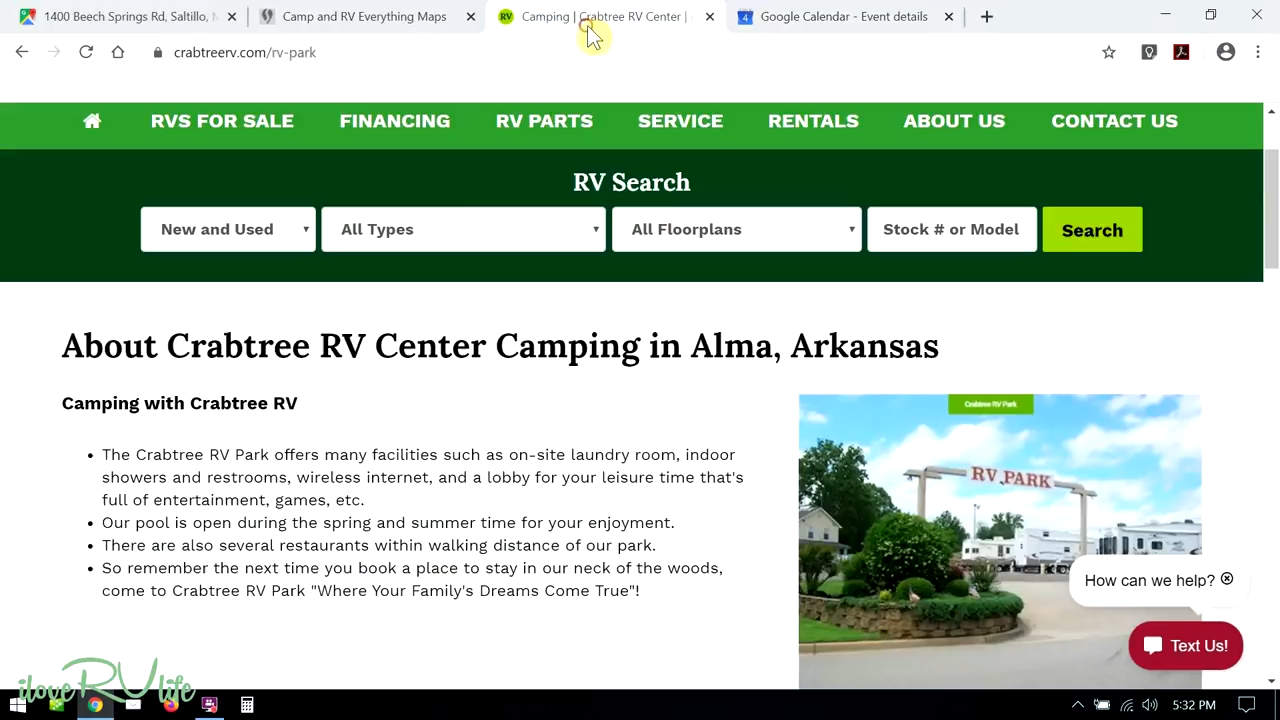 1400 Beech Springs Rd, Saltillo,
Camp and RV Everything Maps
RV
Camping | Crabtree RV Center |
4
Google Calendar - Event details
crabtreerv.com/rv-park
RVS FOR SALE
FINANCING
RV PARTS
SERVICE
RENTALS
ABOUT US
CONTACT US
RV Search
New and Used
All Types
All Floorplans
Stock # or Model
Search
About Crabtree RV Center Camping in Alma, Arkansas
Camping with Crabtree RV
• The Crabtree RV Park offers many facilities such as on-site laundry room, indoor
showers and restrooms, wireless internet, and a lobby for your leisure time that's
full of entertainment, games, etc.
• Our pool is open during the spring and summer time for your enjoyment.
• There are also several restaurants within walking distance of our park.
• So remember the next time you book a place to stay in our neck of the woods,
come to Crabtree RV Park "Where Your Family's Dreams Come True"!
Crabtree RV Park
RV PARK
How can we help?
Text Us!
iloveRVlife
5:32 PM